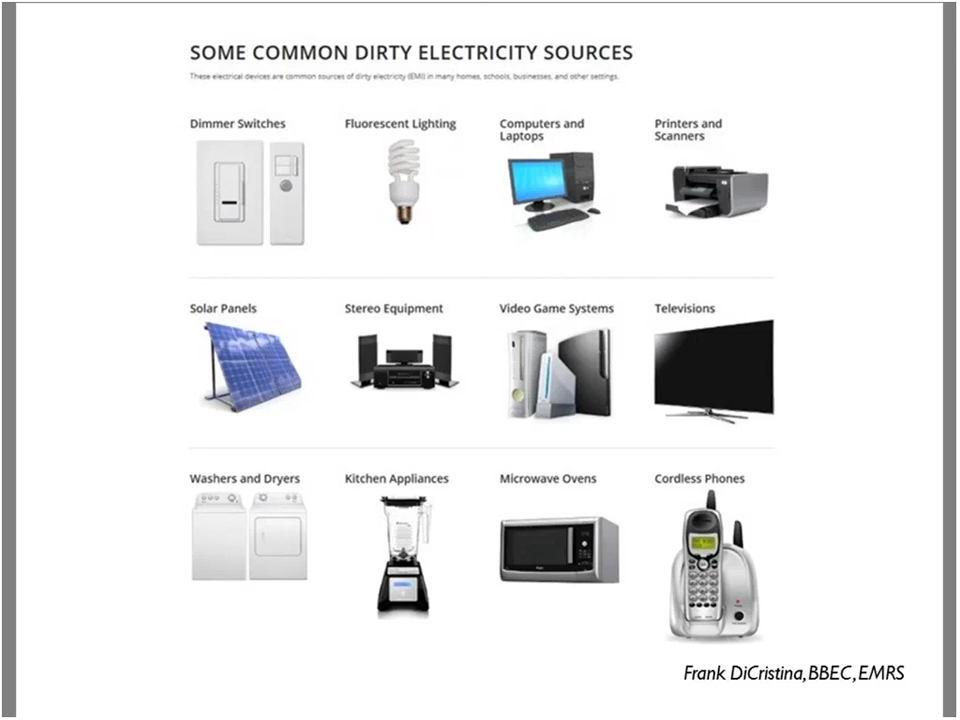 SOME COMMON DIRTY ELECTRICITY SOURCES
These electrical devices are common sources of dirty electricity (EMI) in many homes, schools, businesses, and other settings.
Dimmer Switches
Fluorescent Lighting
Computers and
Laptops
Printers and
Scanners
Solar Panels
Stereo Equipment
Video Game Systems
Televisions
Washers and Dryers
Kitchen Appliances
Microwave Ovens
Cordless Phones
Frank DiCristina, BBEC, EMRS